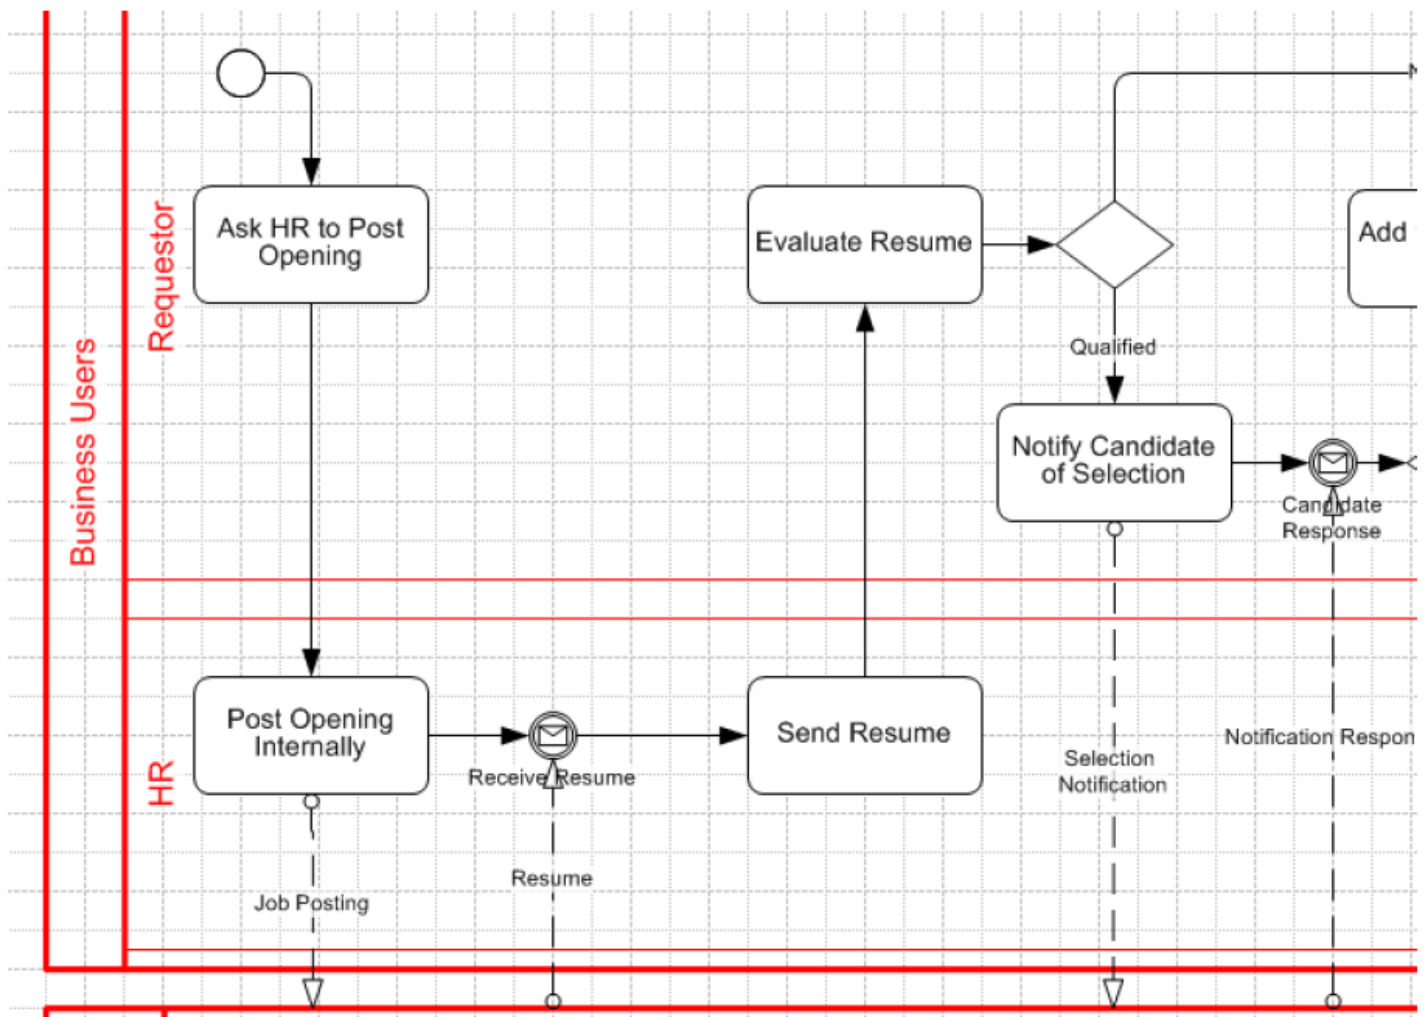 Business Users
Requestor
Ask HR to Post
Opening
Evaluate Resume
Add
Qualified
Notify Candidate
of Selection
Candidate
Response
HR
Post Opening
Internally
Receive Resume
Send Resume
Selection
Notification
Notification Respon
Job Posting
Resume